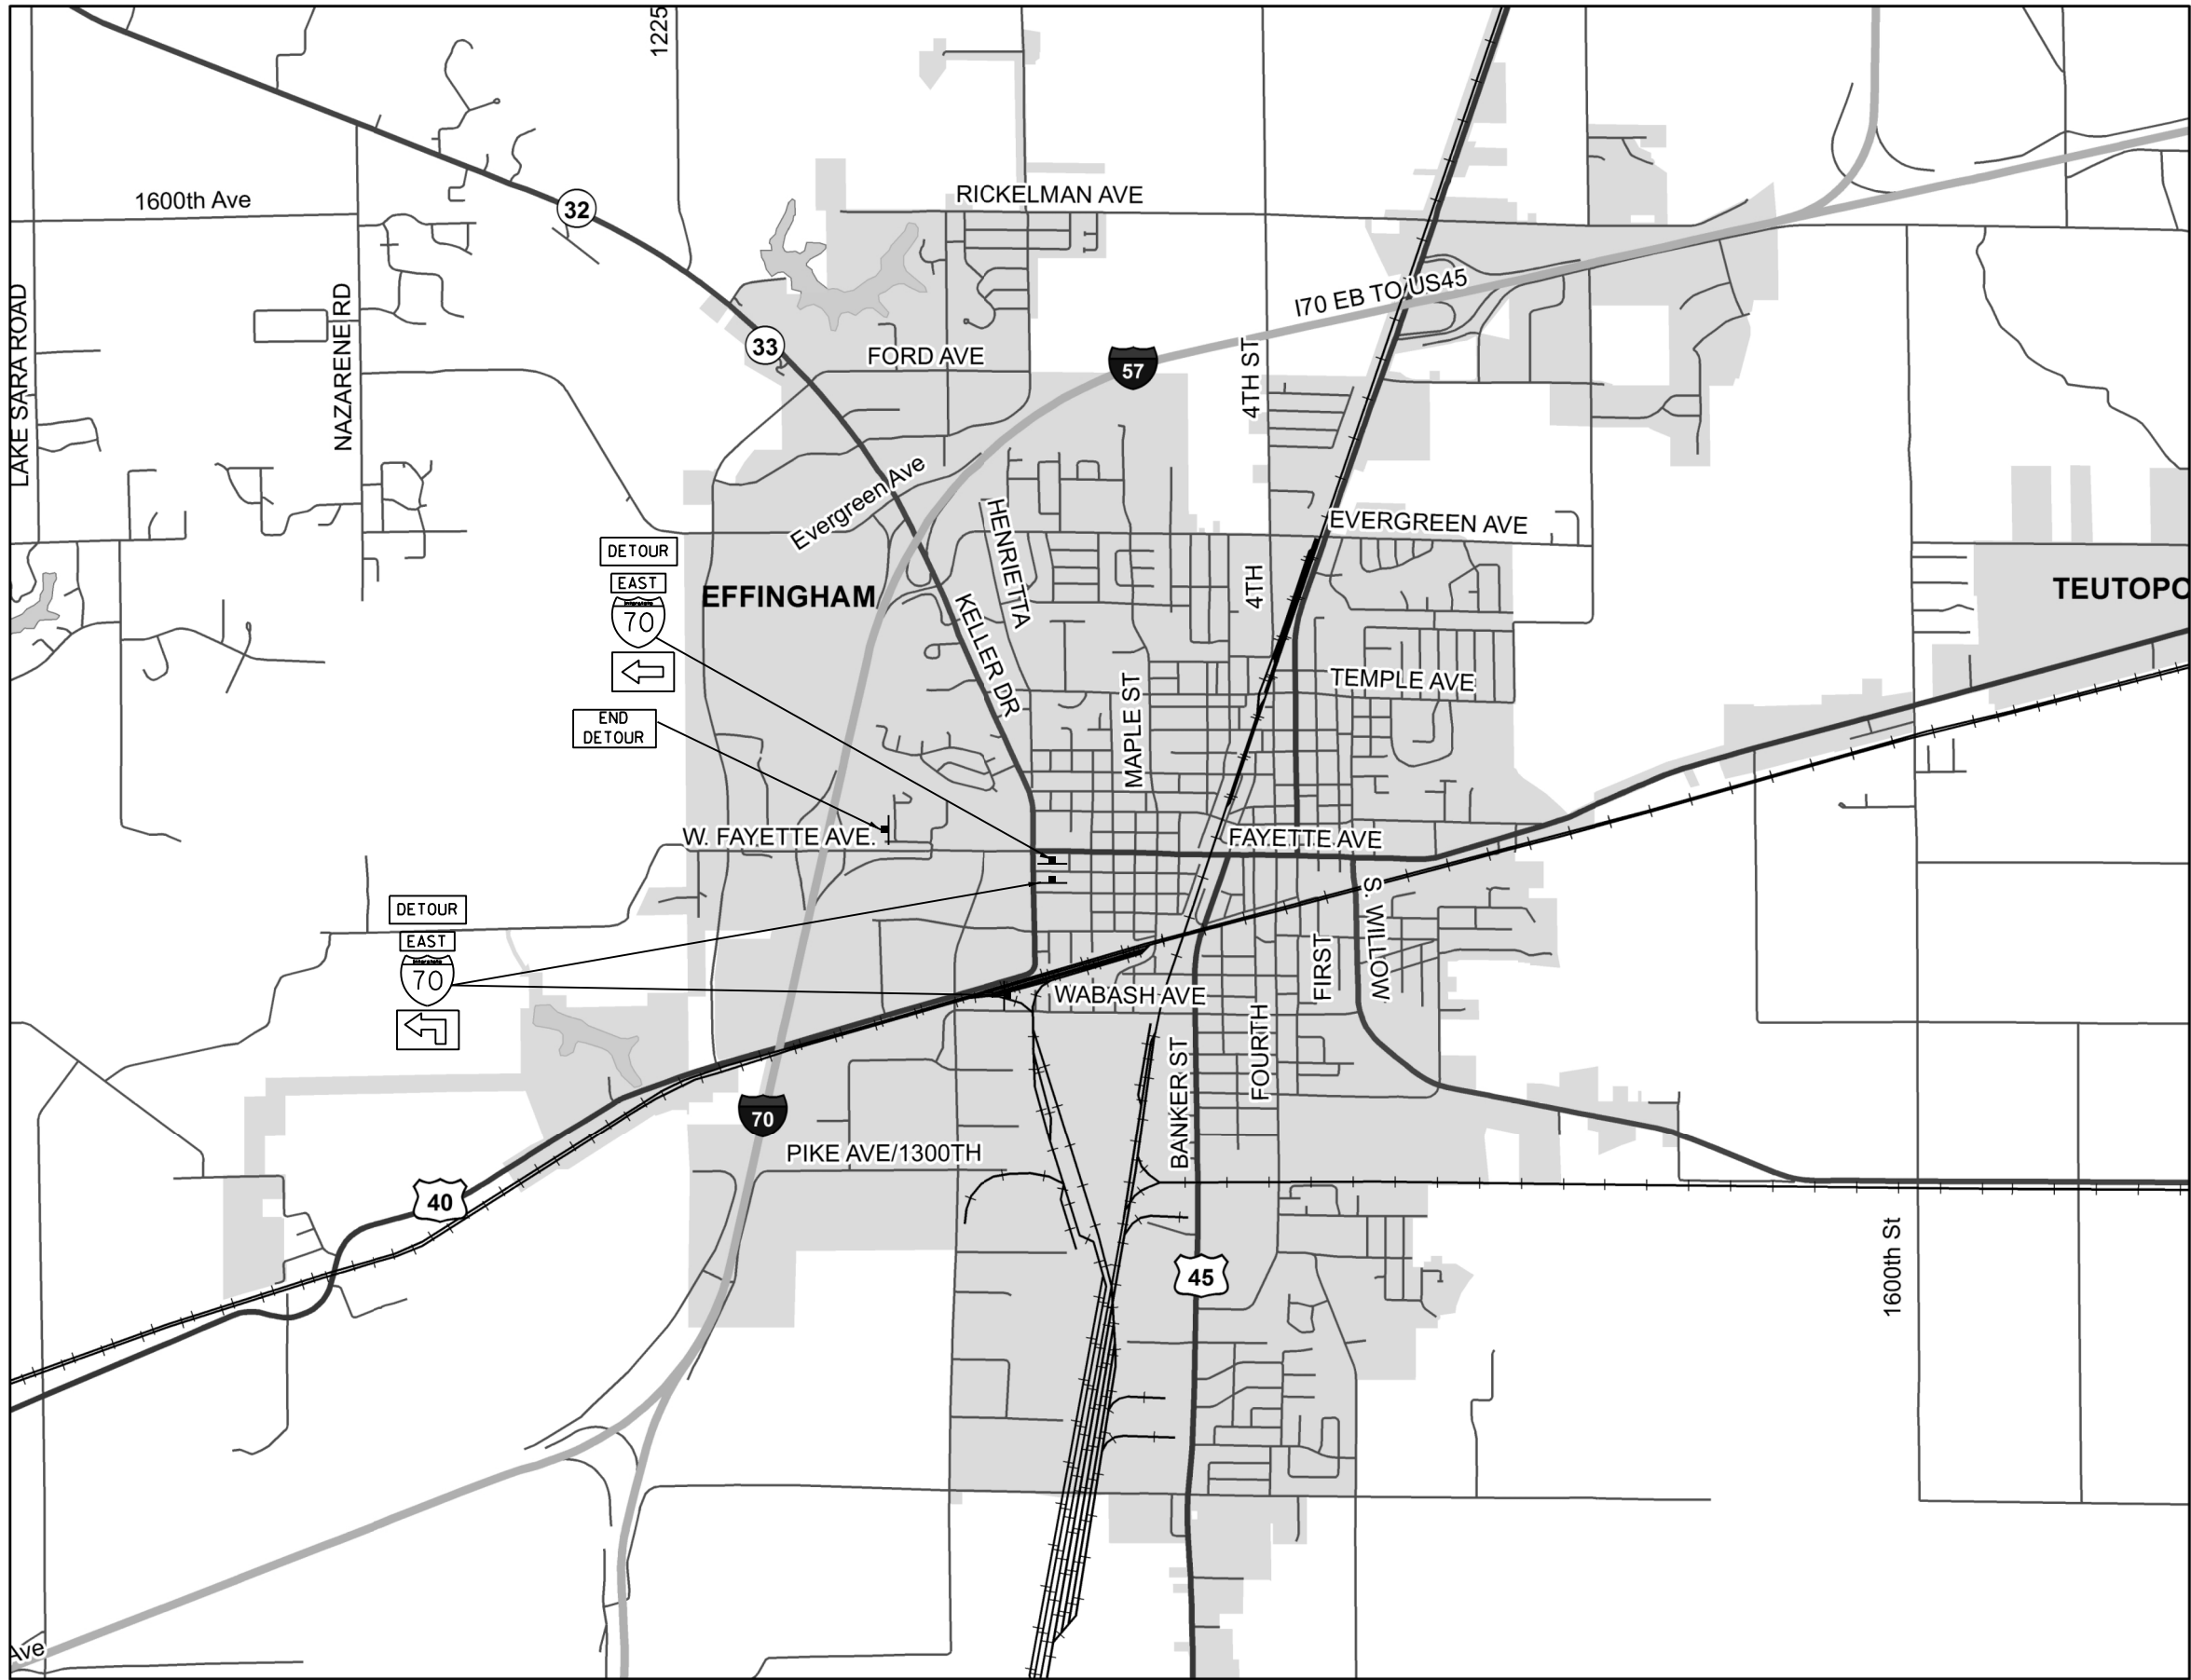 1225
1600th Ave
32
RICKELMAN AVE
LAKE SARA ROAD
NAZARENE RD
33
FORD AVE
57
I70 EB TO US45
4TH ST
Evergreen Ave
HENRIETTA
EVERGREEN AVE
DETOUR
EAST
INTERSTATE
70
EFFINGHAM
KELLER DR
4TH
TEUTOPO
TEMPLE AVE
MAPLE ST
END
DETOUR
W. FAYETTE AVE.
FAYETTE AVE
S. WILLOW
DETOUR
EAST
INTERSTATE
70
FIRST
WABASH AVE
FOURTH
BANKER ST
70
PIKE AVE/1300TH
40
45
1600th St
Ave